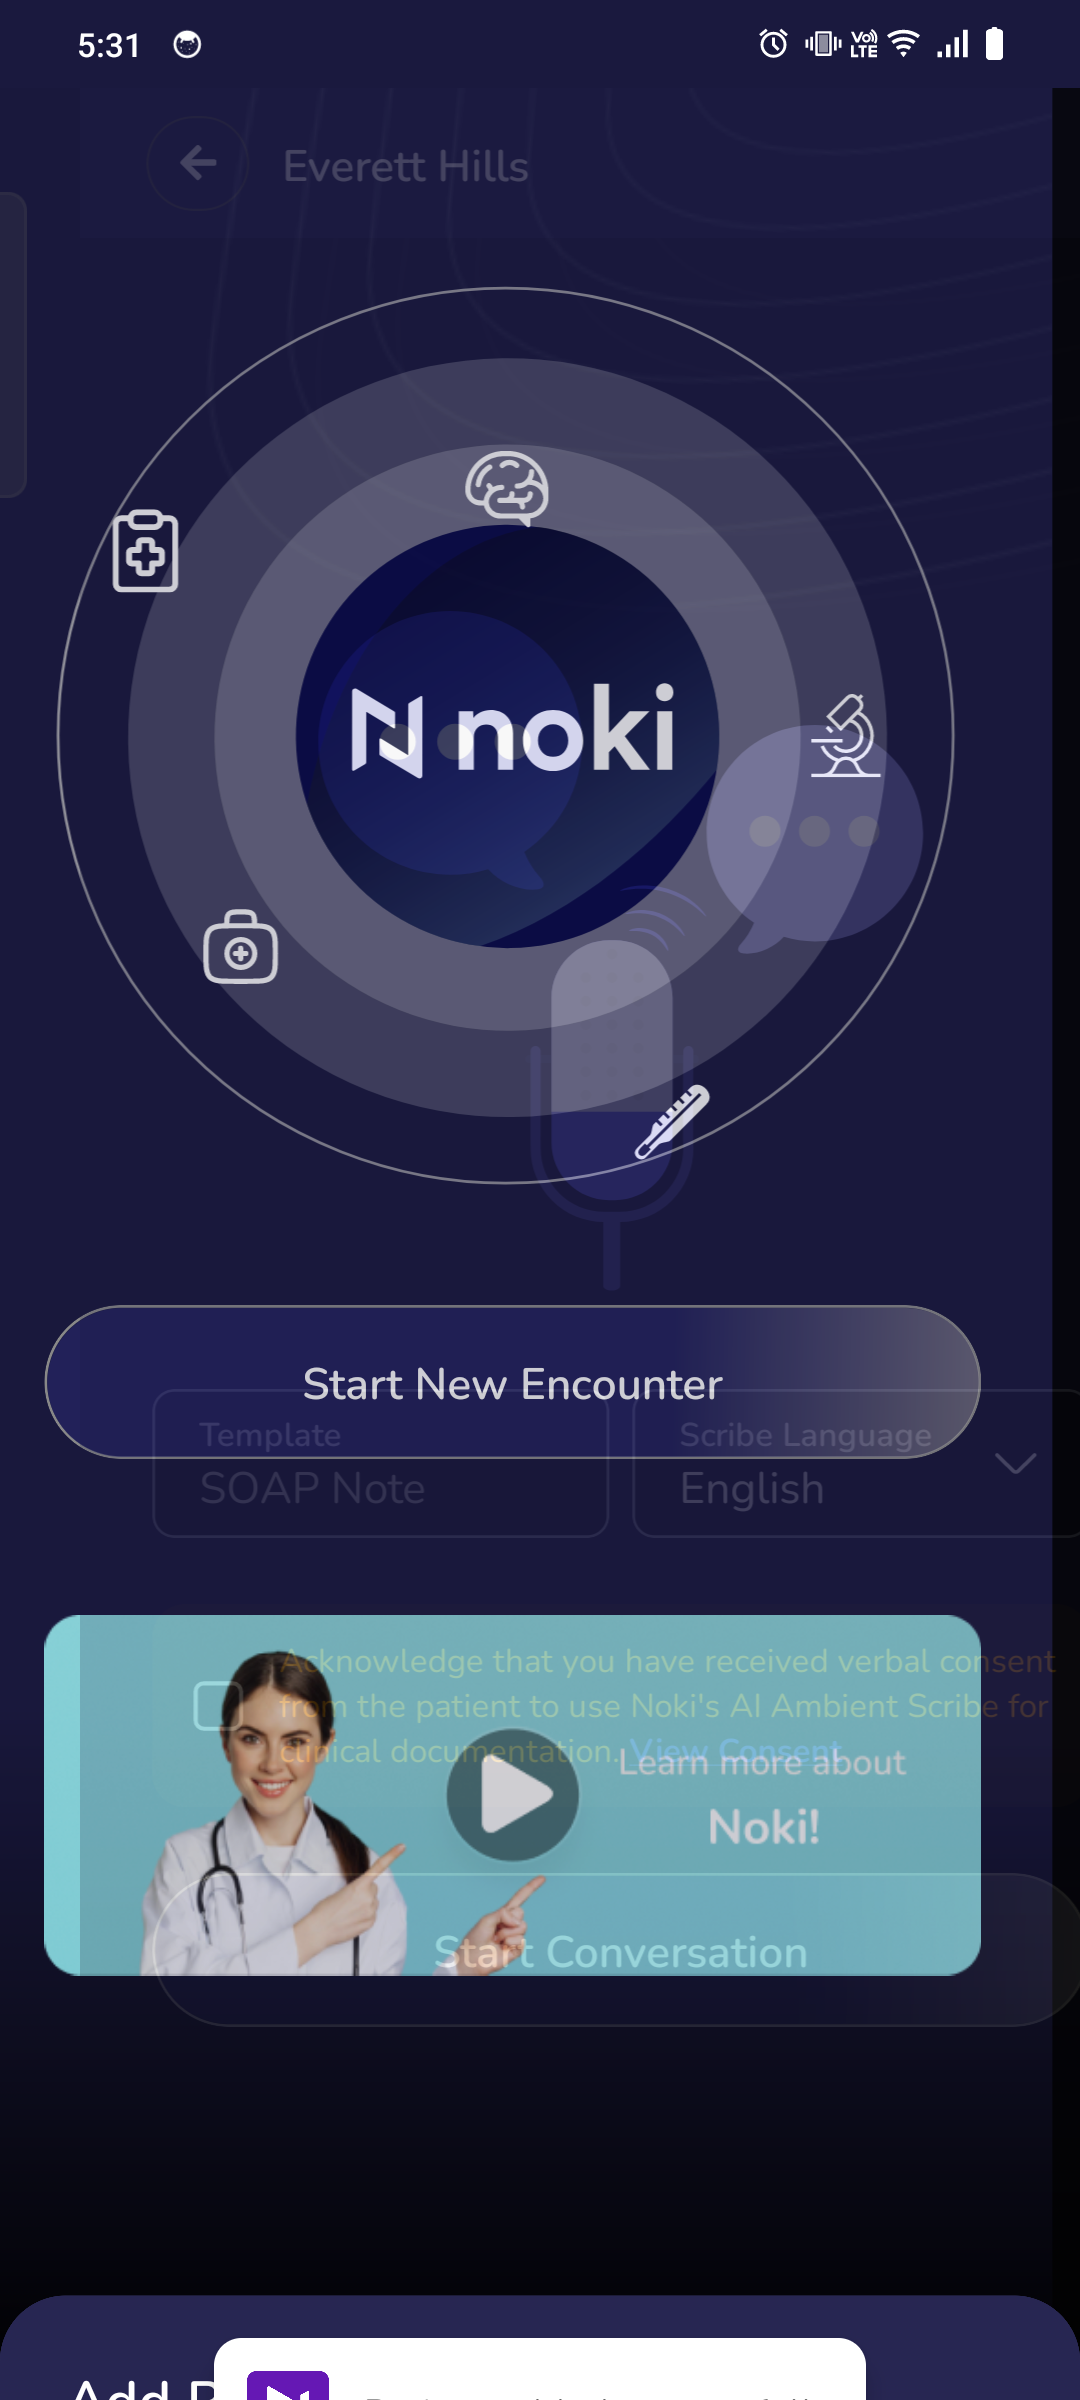 5:31
Vo)) LTE
Everett Hills
noki
Start New Encounter
Template
SOAP Note
Scribe Language
English
Acknowledge that you have received verbal consent
from the patient to use Noki's AI Ambient Scribe for
clinical documentation. View Consent
Learn more about
Noki!
Start Conversation
Add